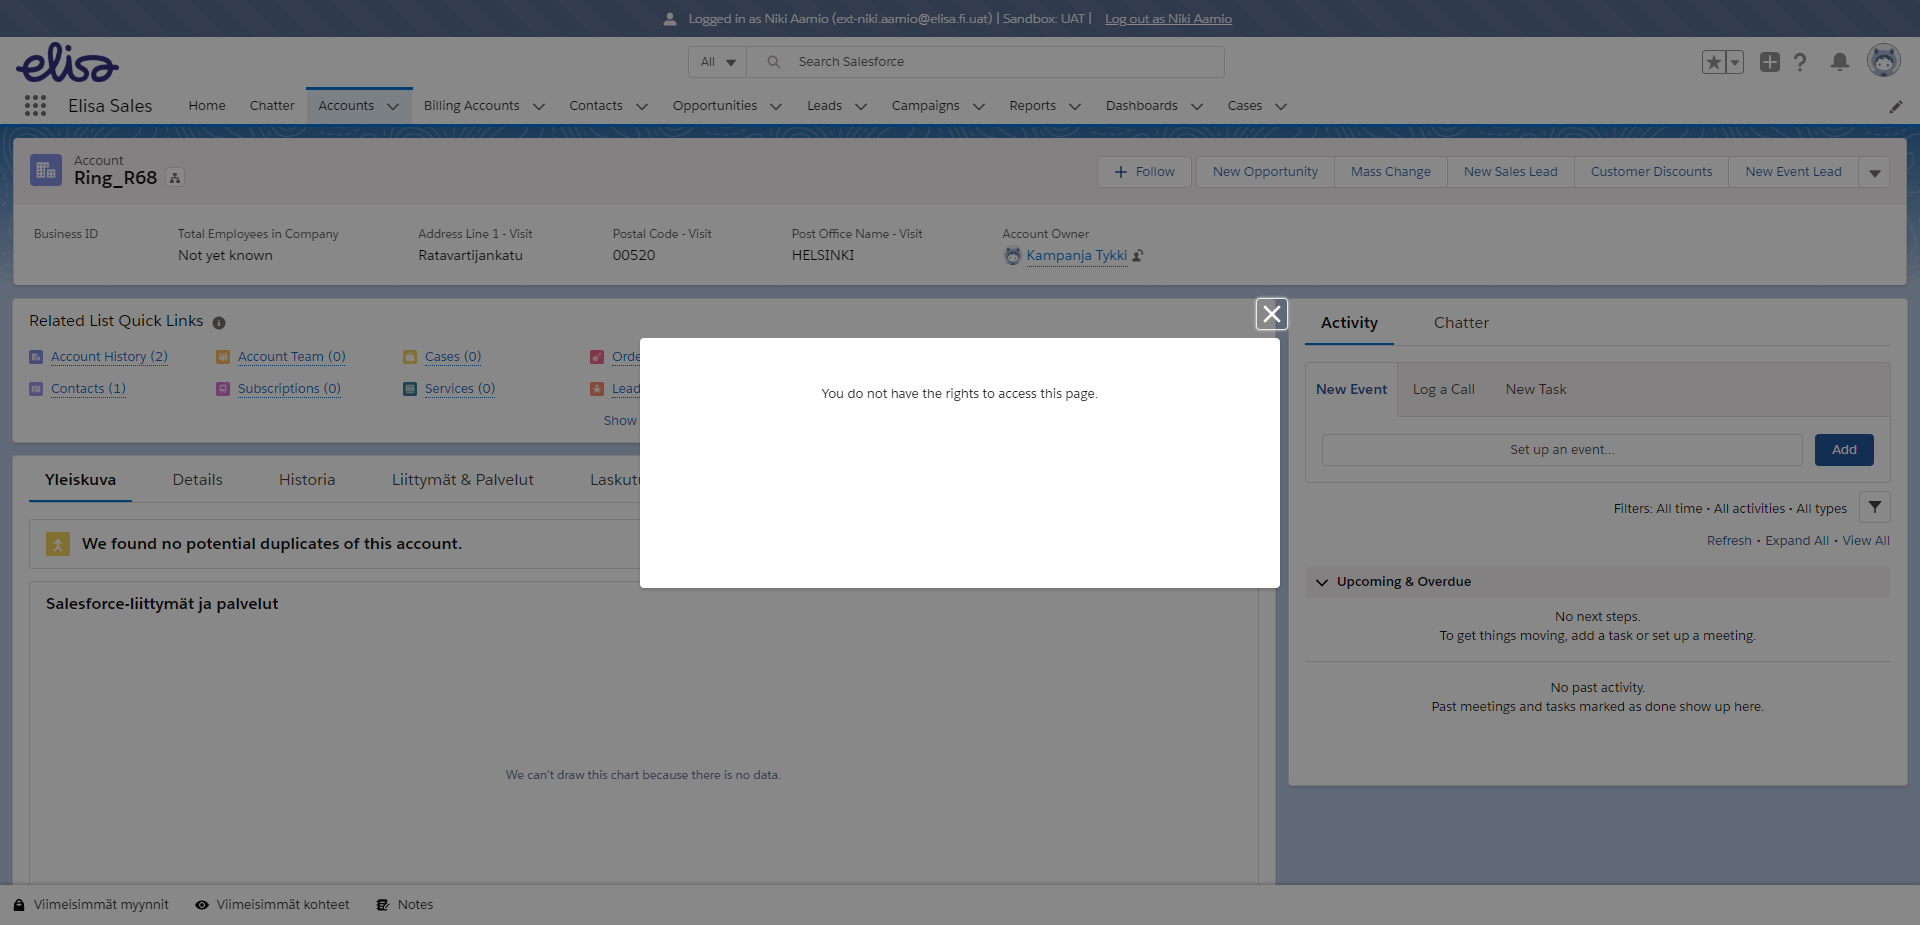 Logged in as Niki Aarnio (ext-niki.aarnio@elisa.fi.uat) | Sandbox: UAT | Log out as Niki Aarnio
elisa
All
Search Salesforce
Elisa Sales
Home
Chatter
Accounts
Billing Accounts
Contacts
Opportunities
Leads
Campaigns
Reports
Dashboards
Cases
Account
Ring_R68
Follow
New Opportunity
Mass Change
New Sales Lead
Customer Discounts
New Event Lead
Business ID
Total Employees in Company
Not yet known
Address Line 1 - Visit
Ratavartijankatu
Postal Code - Visit
00520
Post Office Name - Visit
HELSINKI
Account Owner
Kampanja Tykki
Related List Quick Links
Account History (2)
Account Team (0)
Cases (0)
Contacts (1)
Subscriptions (0)
Services (0)
Lead
Show
You do not have the rights to access this page.
Yleiskuva
Details
Historia
Liittymät & Palvelut
We found no potential duplicates of this account.
Salesforce-liittymät ja palvelut
We can't draw this chart because there is no data.
Activity
Chatter
New Event
Log a Call
New Task
Set up an event...
Add
Filters: All time • All activities • All types
Refresh • Expand All • View All
Upcoming & Overdue
No next steps.
To get things moving, add a task or set up a meeting.
No past activity.
Past meetings and tasks marked as done show up here.
Viimeisimmät myynnit
Viimeisimmät kohteet
Notes